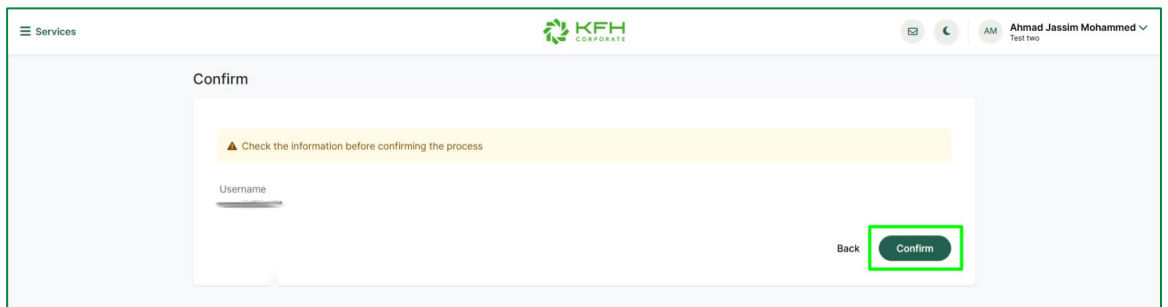 Services
KFH
CORPORATE
AM
Ahmad Jassim Mohammed
Test two
Confirm
Check the information before confirming the process
Username
Back
Confirm